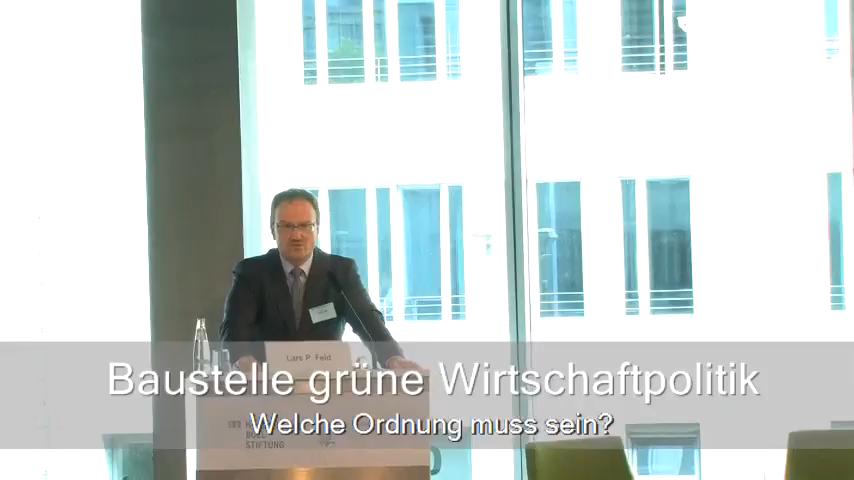 Lars P. Feld
Baustelle grüne Wirtschaftpolitik
Welche Ordnung muss sein?
STIFTUNG